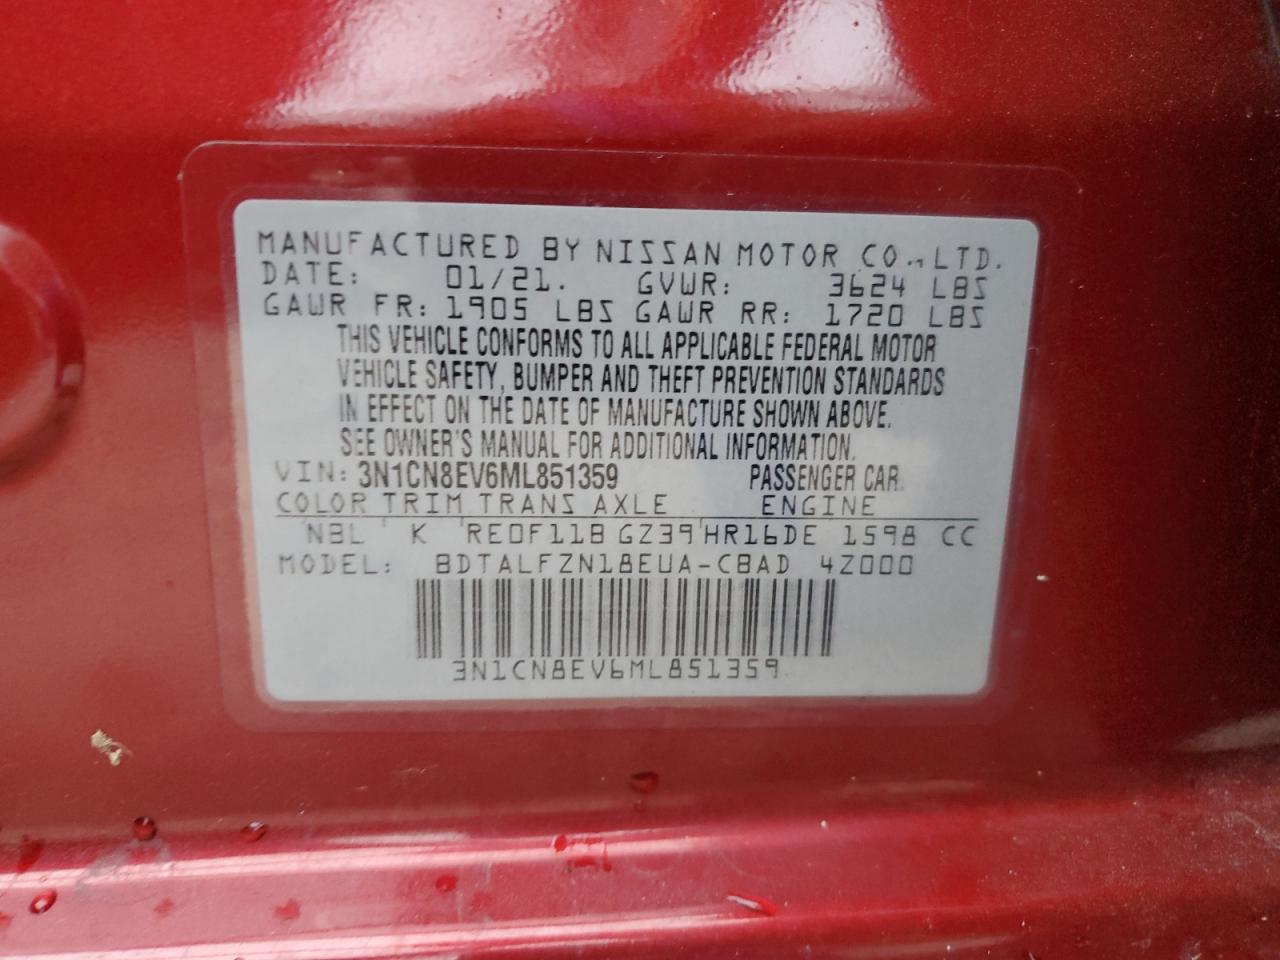 MANUFACTURED BY NISSAN MOTOR CO.,LTD.
DATE: 01/21. GVWR: 3624 LBS
GAWR FR: 1905 LBS GAWR RR: 1720 LBS
THIS VEHICLE CONFORMS TO ALL APPLICABLE FEDERAL MOTOR
VEHICLE SAFETY, BUMPER AND THEFT PREVENTION STANDARDS
IN EFFECT ON THE DATE OF MANUFACTURE SHOWN ABOVE.
SEE OWNER'S MANUAL FOR ADDITIONAL INFORMATION.
VIN: 3N1CN8EV6ML851359 PASSENGER CAR.
COLOR TRIM TRANS AXLE ENGINE
NBL ' K ' RE0F11B GZ39 ' HR16DE 1598 CC
MODEL: BDTALFZN18EUA-CBAD 4Z000
3N1CN8EV6ML851359